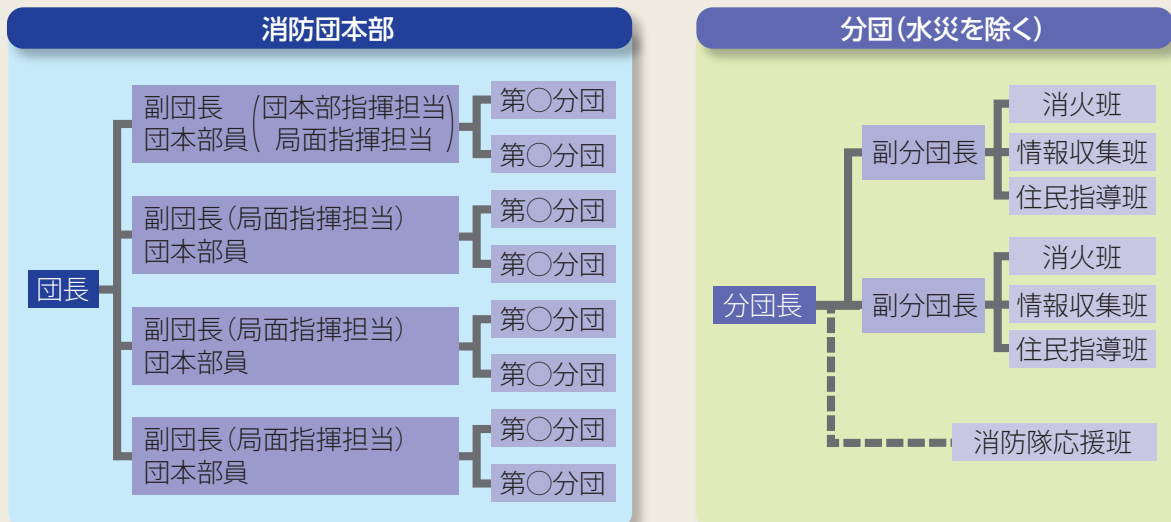 消防団本部
団長
副団長 (団本部指揮担当
団本部員 局面指揮担当)
第○分団
第○分団
副団長(局面指揮担当)
団本部員
第○分団
第○分団
副団長(局面指揮担当)
団本部員
第○分団
第○分団
副団長(局面指揮担当)
団本部員
第○分団
第○分団
分団(水災を除く)
分団長
副分団長
消火班
情報収集班
住民指導班
副分団長
消火班
情報収集班
住民指導班
消防隊応援班